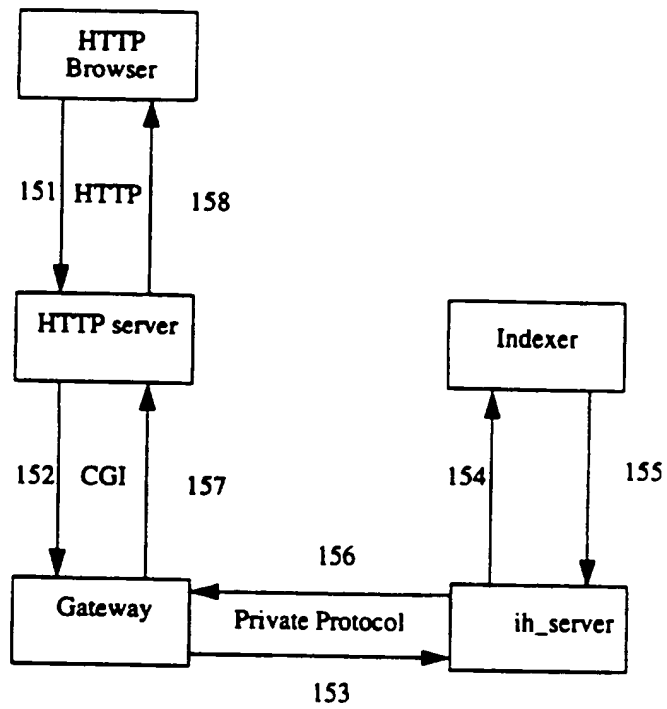 HTTP
Browser
151 HTTP 158
HTTP server
Indexer
152 CGI 157
154 155
156
Gateway
Private Protocol
ih_server
153